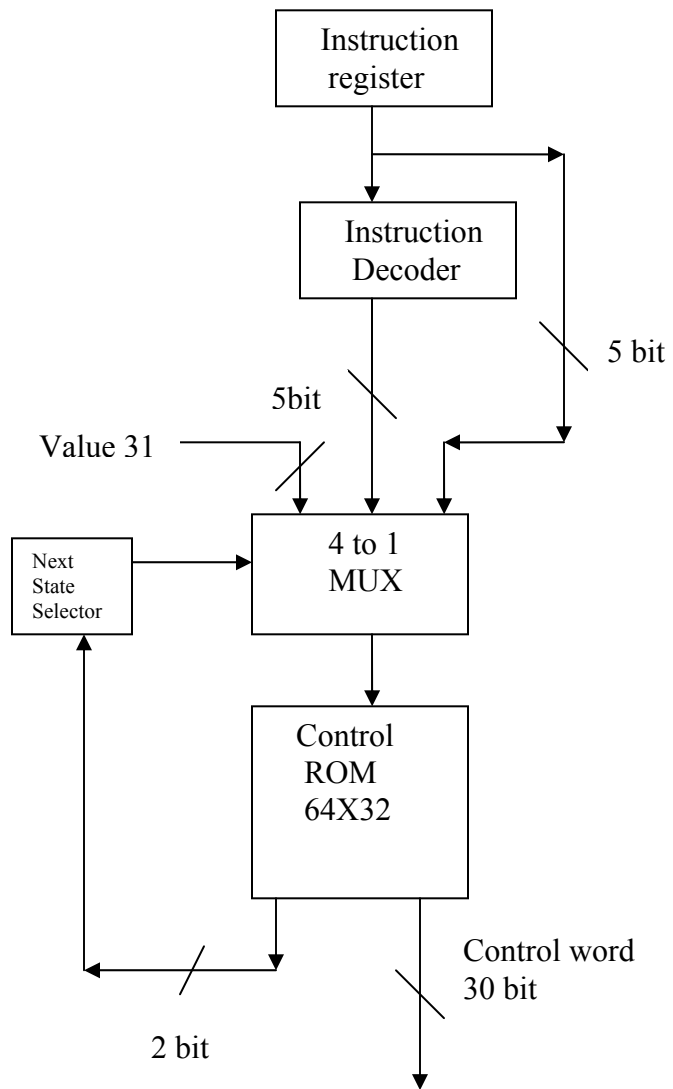 Instruction
register
Instruction
Decoder
5 bit
5bit
Value 31
4 to 1
MUX
Next
State
Selector
Control
ROM
64X32
Control word
30 bit
2 bit